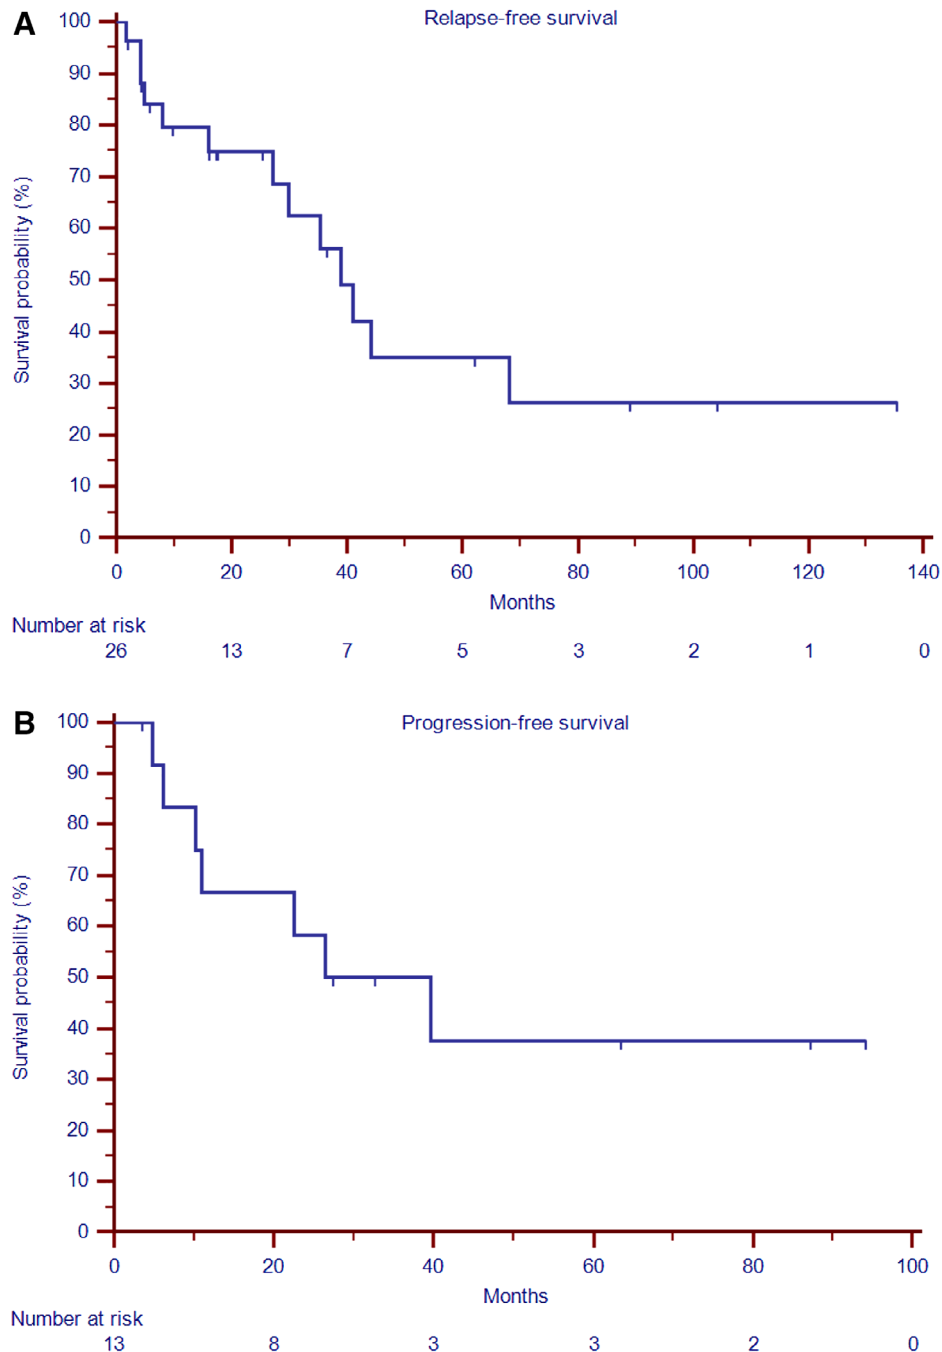 A
Relapse-free survival
Survival probability (%)
100
90
80
70
60
50
40
30
20
10
0
0 20 40 60 80 100 120 140
Months
Number at risk
26 13 7 5 3 2 1 0
B
Progression-free survival
Survival probability (%)
100
90
80
70
60
50
40
30
20
10
0
0 20 40 60 80 100
Months
Number at risk
13 8 3 3 2 0